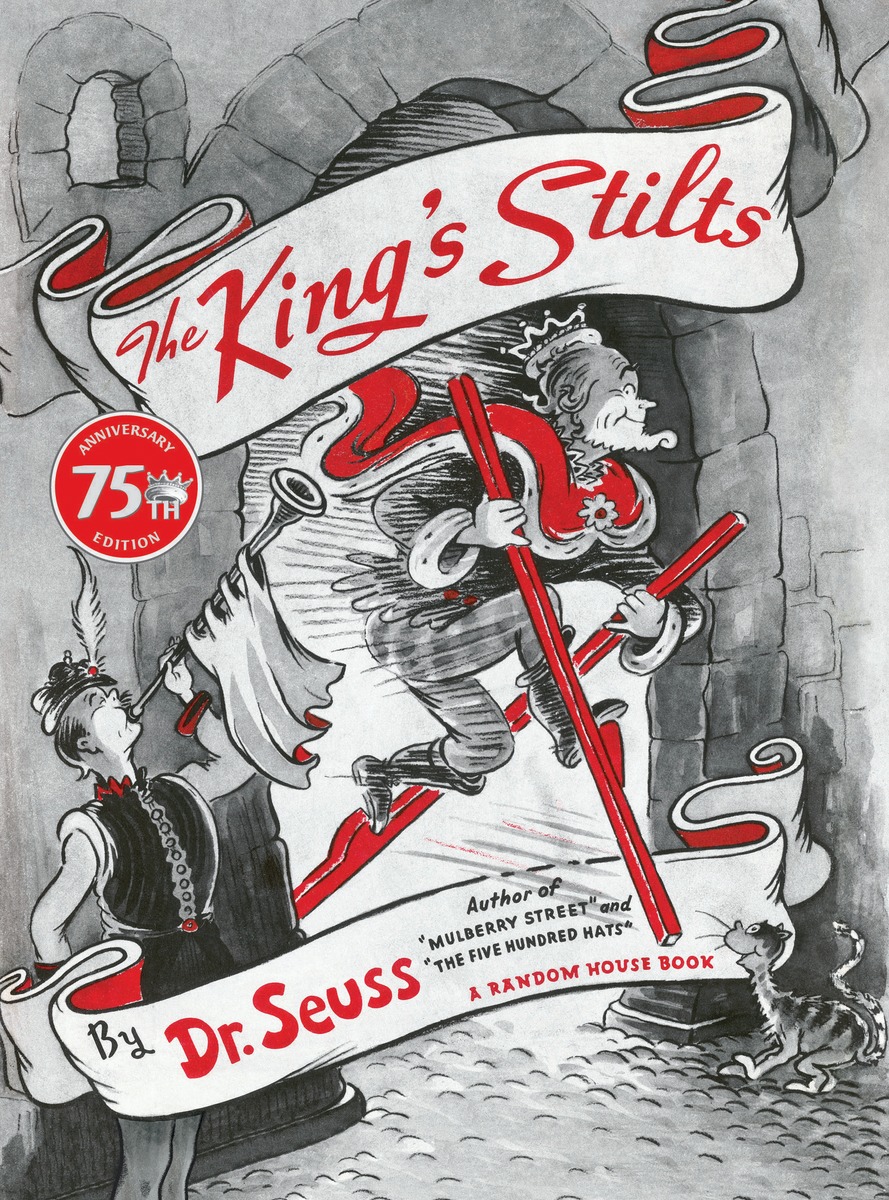 The King's Stilts
ANNIVERSARY
75TH
EDITION
Author of
"MULBERRY STREET" and
"THE FIVE HUNDRED HATS"
By Dr. Seuss
A RANDOM HOUSE BOOK